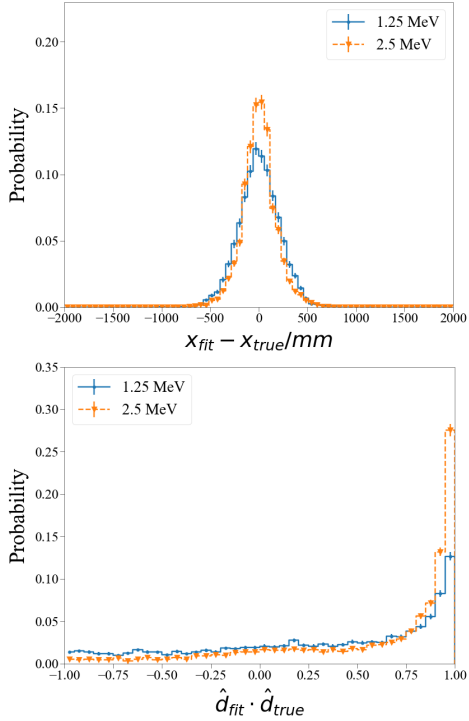 1.25 MeV
2.5 MeV
0.20
0.15
0.10
0.05
0.00
Probability
−2000 −1500 −1000 −500 0 500 1000 1500 2000
x_fit − x_true/mm
0.35
1.25 MeV
2.5 MeV
0.30
0.25
0.20
0.15
0.10
0.05
0.00
Probability
−1.00 −0.75 −0.50 −0.25 0.00 0.25 0.50 0.75 1.00
d̂_fit · d̂_true